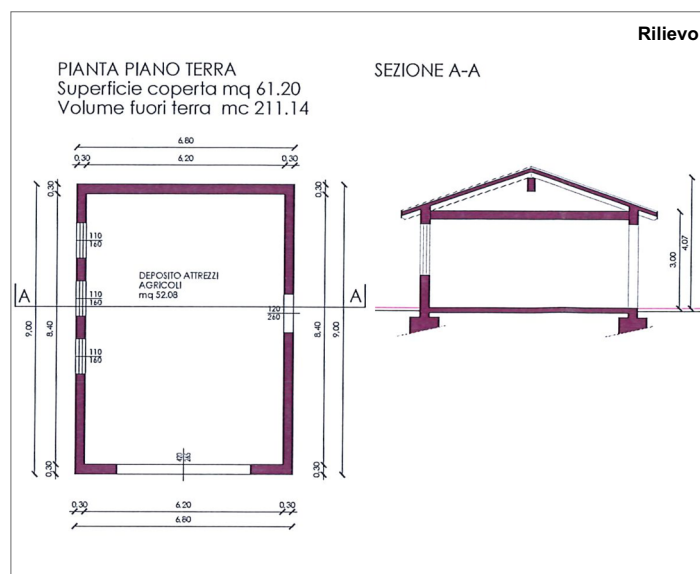 Rilievo
PIANTA PIANO TERRA
Superficie coperta mq 61.20
Volume fuori terra mc 211.14
SEZIONE A-A
6.80
0,30 6.20 0,30
0,30
0,30
110
160
DEPOSITO ATTREZZI
AGRICOLI
mq 52.08
A
A
110
160
120
260
9,00
8,40
8,40
9,00
110
160
3.00
4,07
420
0,30
0,30
0,30 6.20 0,30
6.80